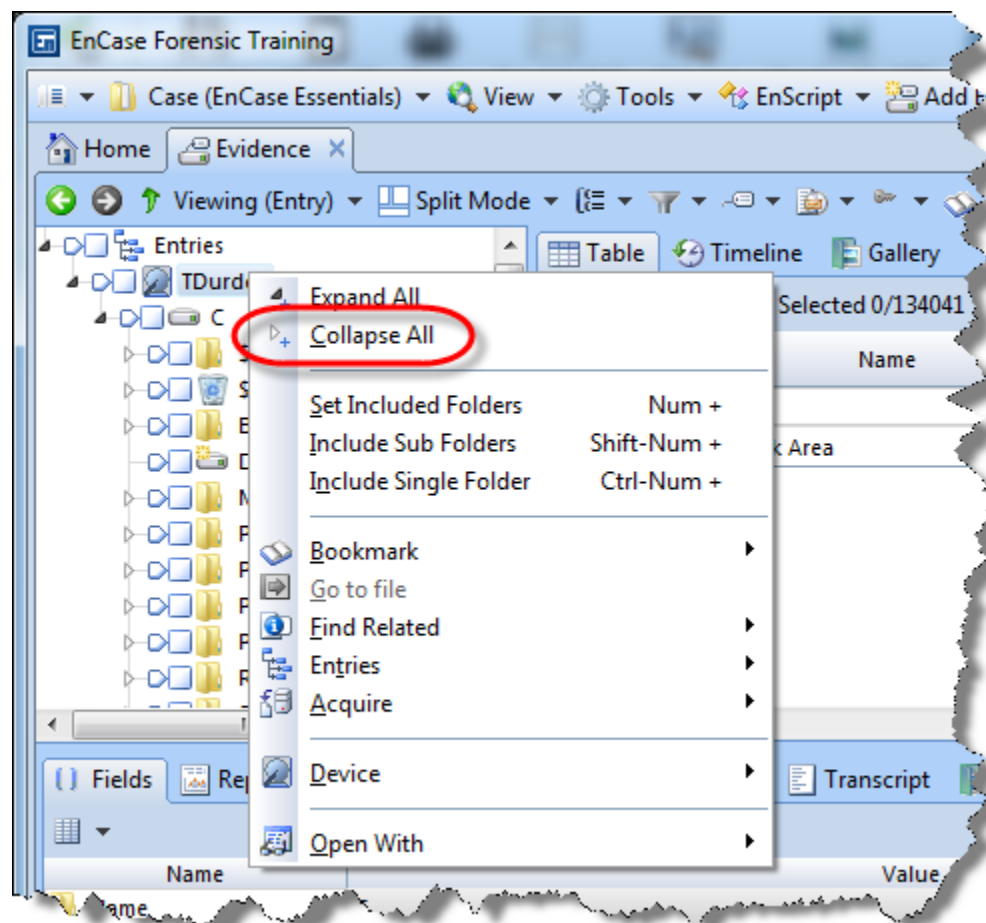 EnCase Forensic Training
Case (EnCase Essentials) View Tools EnScript Add
Home Evidence
Viewing (Entry) Split Mode
Entries
Table Timeline Gallery
Expand All
Selected 0/134041
C
Collapse All
Name
Set Included Folders Num +
Include Sub Folders Shift-Num +
Area
Include Single Folder Ctrl-Num +
Bookmark
Go to file
Find Related
Entries
Acquire
Device
Fields
Transcript
Open With
Name Value